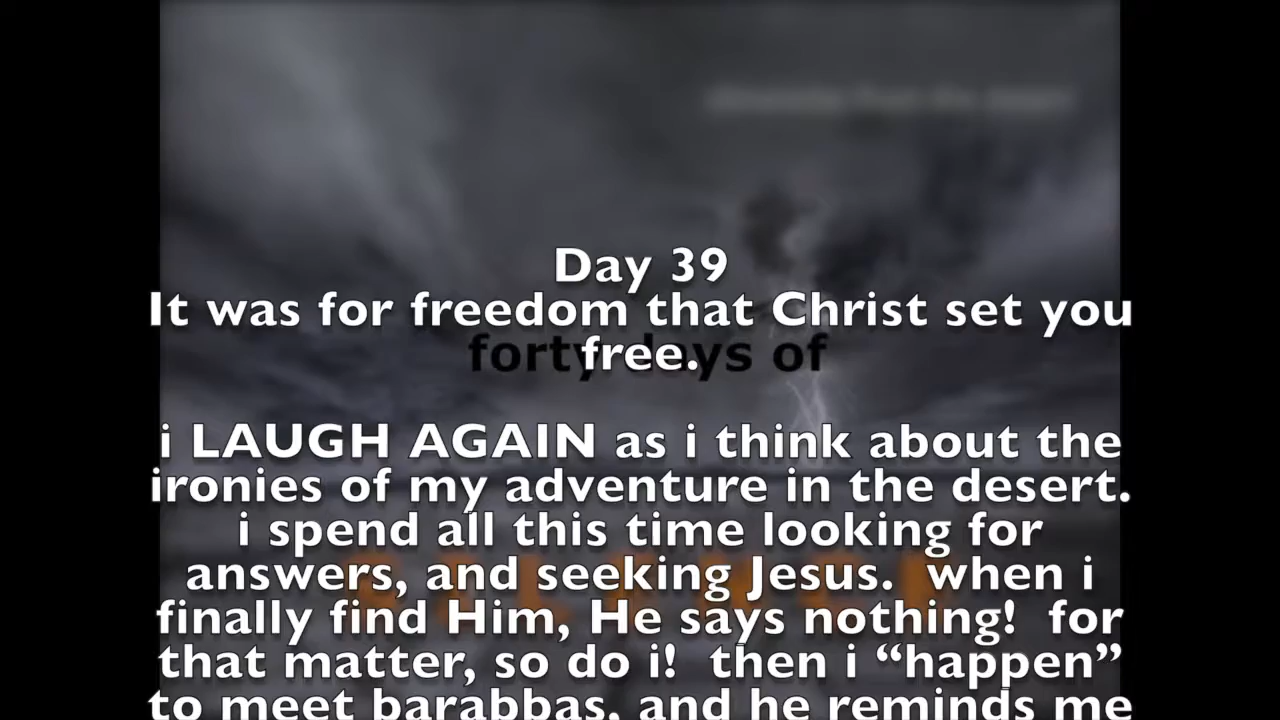 Day 39
It was for freedom that Christ set you
free.
forty days of
i LAUGH AGAIN as i think about the
ironies of my adventure in the desert.
i spend all this time looking for
answers, and seeking Jesus.  when i
finally find Him, He says nothing!  for
that matter, so do i!  then i “happen”
to meet barabbas, and he reminds me